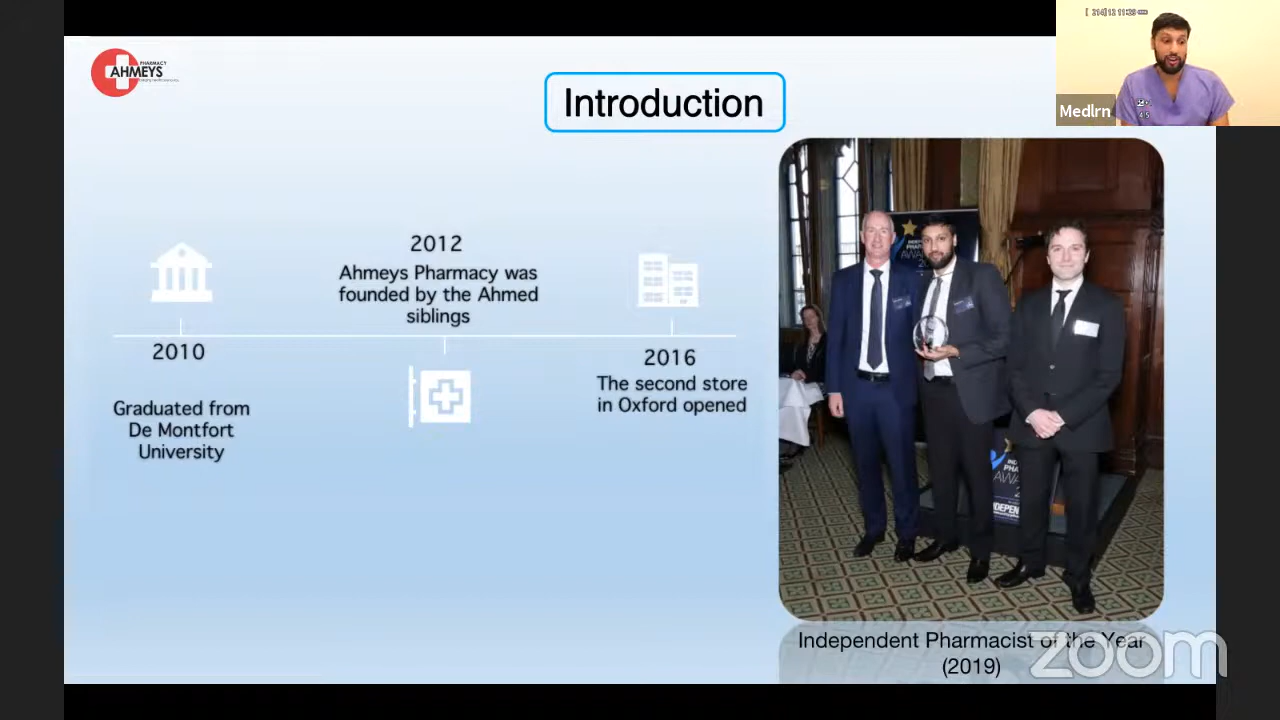 PHARMACY
AHMEYS
Introduction
Medlrn
2012
Ahmeys Pharmacy was
founded by the Ahmed
siblings
2010
Graduated from
De Montfort
University
2016
The second store
in Oxford opened
Independent Pharmacist of the Year
(2019)
zoom